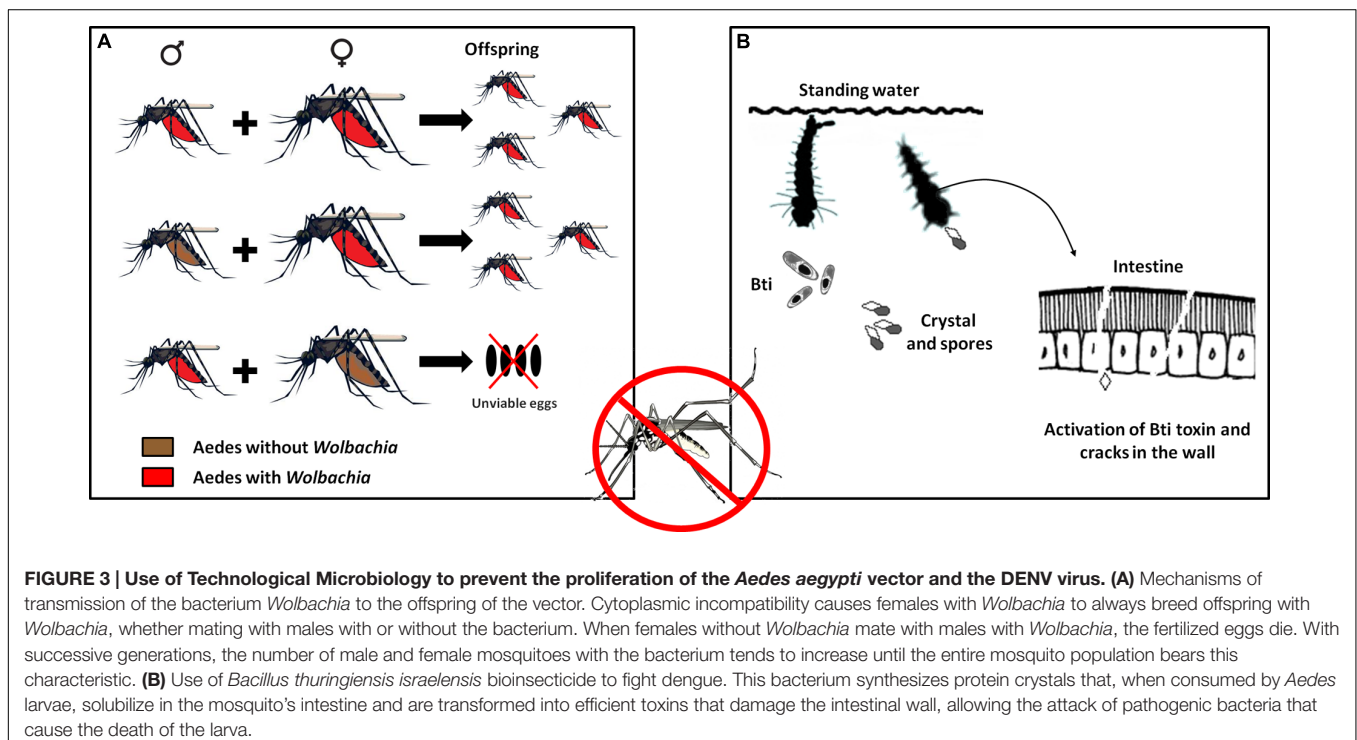 A
♂
♀
Offspring
Unviable eggs
Aedes without Wolbachia
Aedes with Wolbachia
B
Standing water
Bti
Crystal
and spores
Intestine
Activation of Bti toxin and
cracks in the wall
FIGURE 3 | Use of Technological Microbiology to prevent the proliferation of the Aedes aegypti vector and the DENV virus. (A) Mechanisms of
transmission of the bacterium Wolbachia to the offspring of the vector. Cytoplasmic incompatibility causes females with Wolbachia to always breed offspring with
Wolbachia, whether mating with males with or without the bacterium. When females without Wolbachia mate with males with Wolbachia, the fertilized eggs die. With
successive generations, the number of male and female mosquitoes with the bacterium tends to increase until the entire mosquito population bears this
characteristic. (B) Use of Bacillus thuringiensis israelensis bioinsecticide to fight dengue. This bacterium synthesizes protein crystals that, when consumed by Aedes
larvae, solubilize in the mosquito's intestine and are transformed into efficient toxins that damage the intestinal wall, allowing the attack of pathogenic bacteria that
cause the death of the larva.